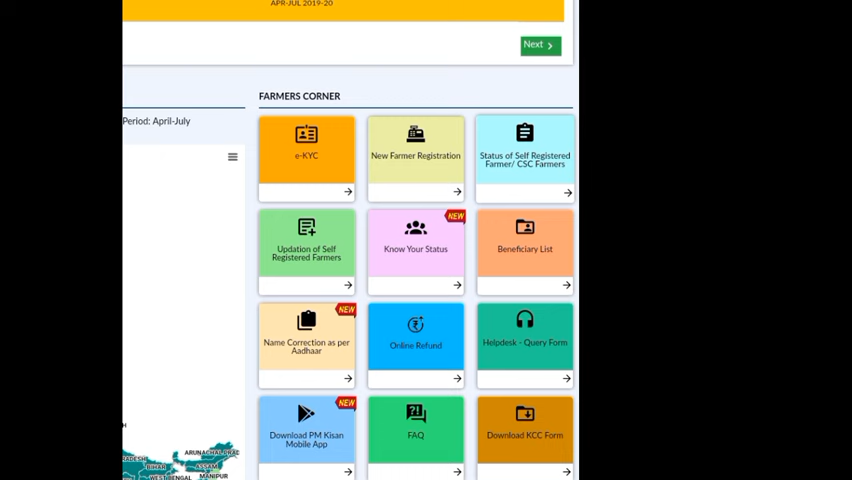 APR-JUL 2019-20
Next
FARMERS CORNER
Period: April-July
e-KYC
New Farmer Registration
Status of Self Registered
Farmer/ CSC Farmers
NEW
Updation of Self
Registered Farmers
Know Your Status
Beneficiary List
NEW
Name Correction as per
Aadhaar
Online Refund
Helpdesk - Query Form
NEW
Download PM Kisan
Mobile App
FAQ
Download KCC Form
H
RADESH
BIHAR
ARUNACHAL PRAD
ASSAM
WEST BENGAL
MANIPUR